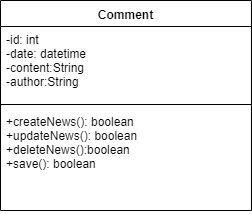 Comment
-id: int
-date: datetime
-content:String
-author:String
+createNews(): boolean
+updateNews(): boolean
+deleteNews():boolean
+save(): boolean